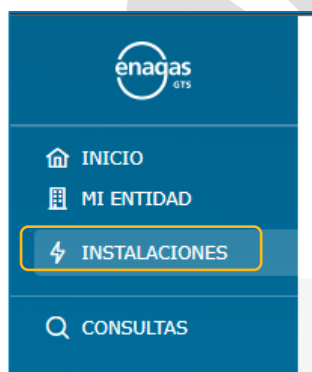 enagas
GTS
INICIO
MI ENTIDAD
INSTALACIONES
CONSULTAS